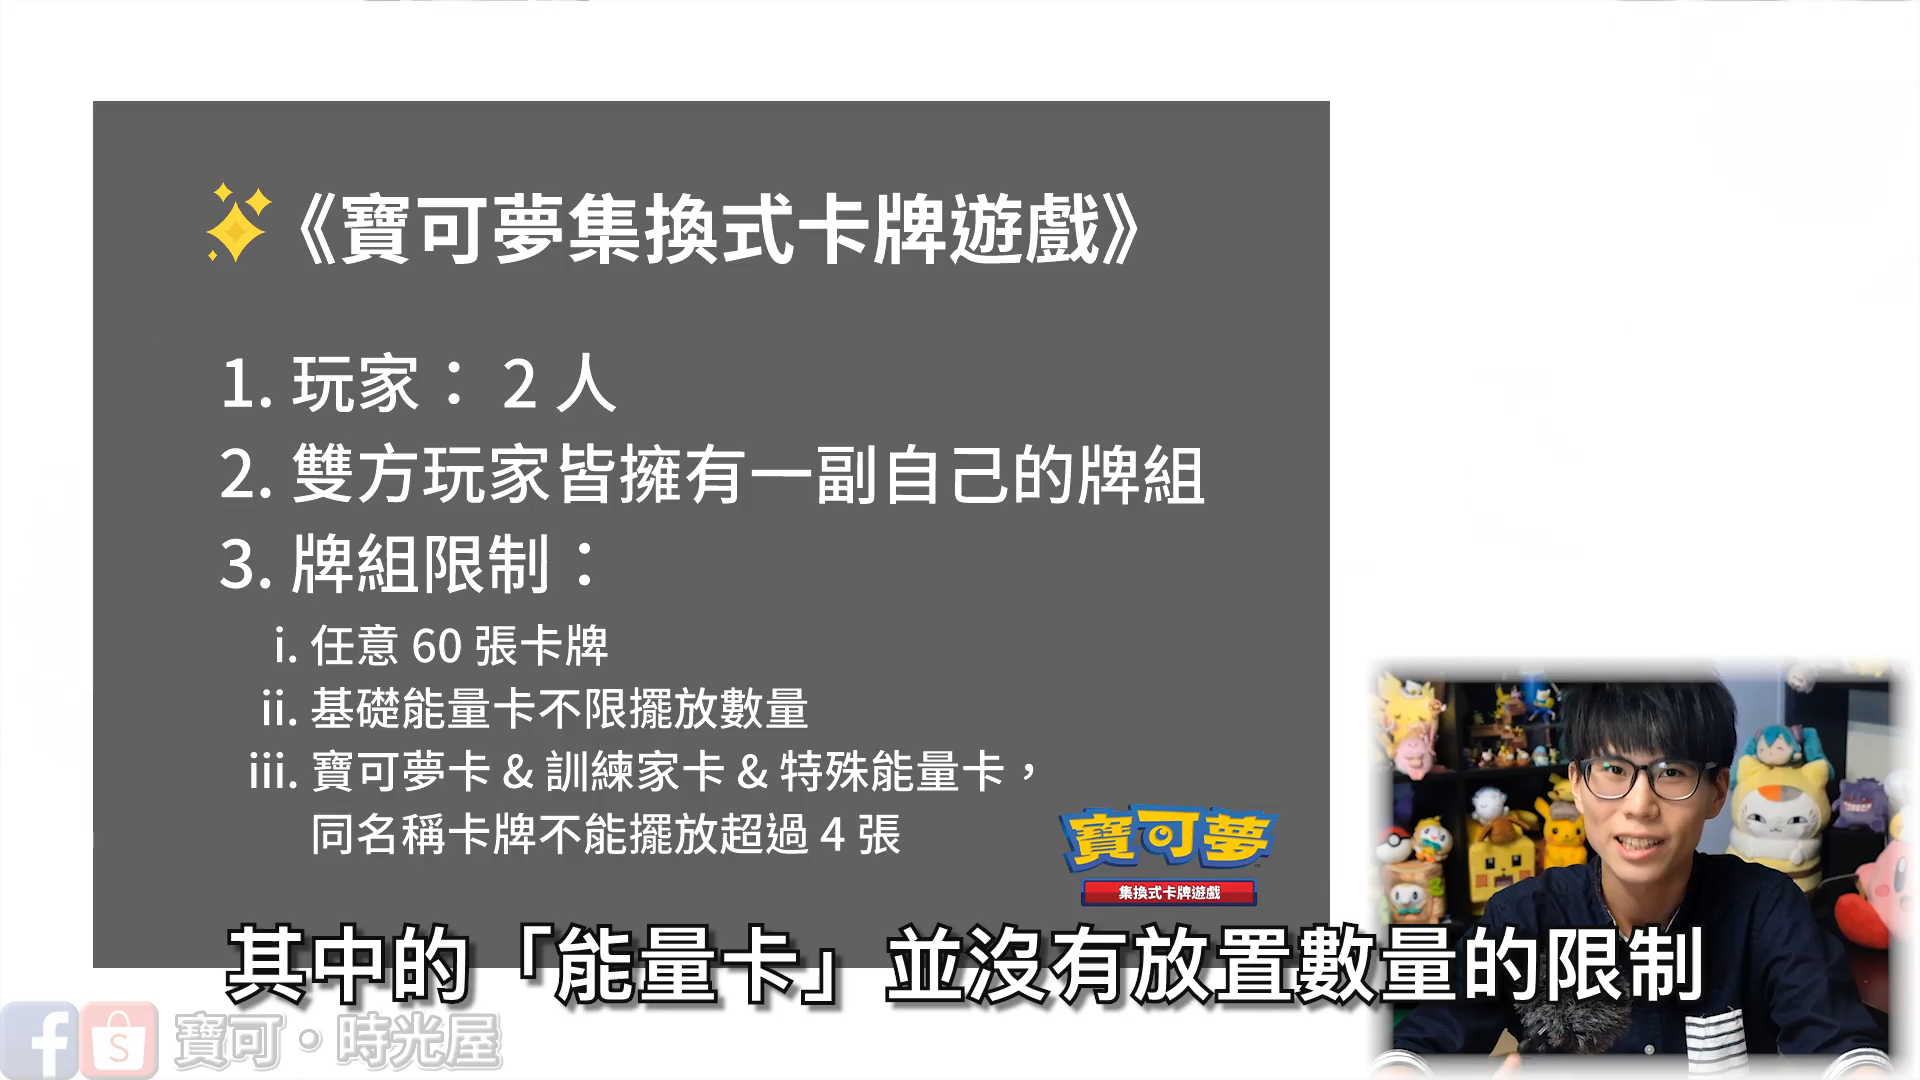 《寶可夢集換式卡牌遊戲》
1. 玩家：2 人
2. 雙方玩家皆擁有一副自己的牌組
3. 牌組限制：
i. 任意 60 張卡牌
ii. 基礎能量卡不限擺放數量
iii. 寶可夢卡 & 訓練家卡 & 特殊能量卡，
同名稱卡牌不能擺放超過 4 張
寶可夢
集換式卡牌遊戲
其中的「能量卡」並沒有放置數量的限制
f S 寶可・時光屋